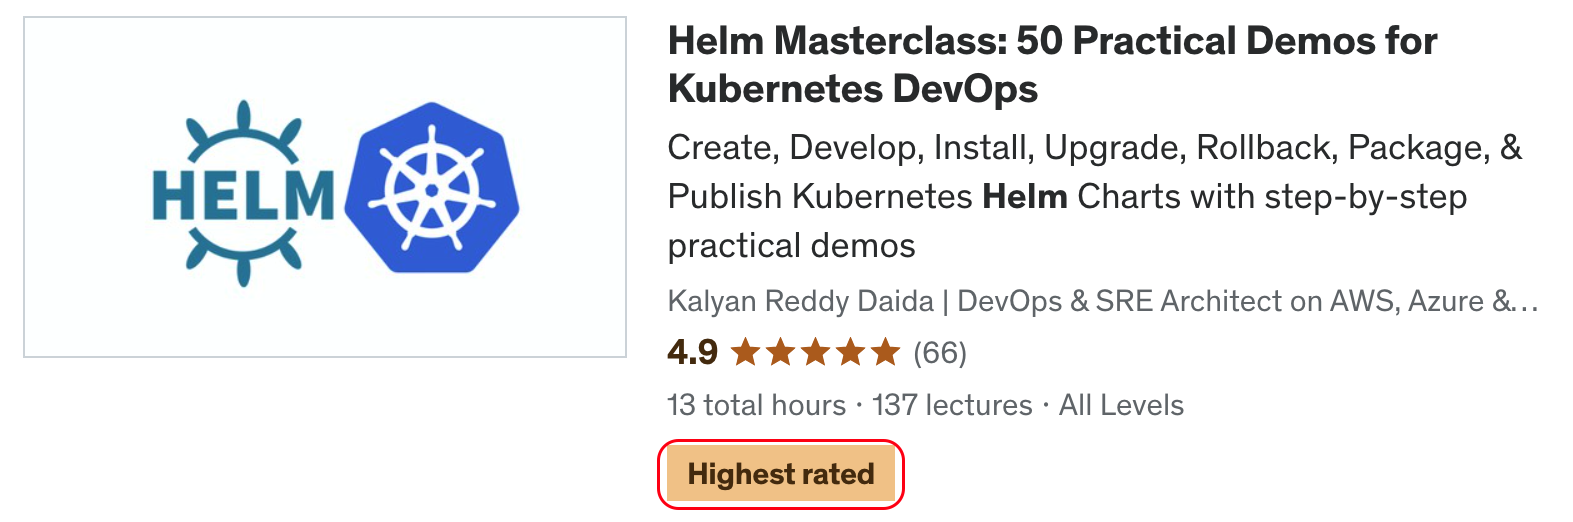 HELM
Helm Masterclass: 50 Practical Demos for
Kubernetes DevOps
Create, Develop, Install, Upgrade, Rollback, Package, &
Publish Kubernetes Helm Charts with step-by-step
practical demos
Kalyan Reddy Daida | DevOps & SRE Architect on AWS, Azure &...
4.9 (66)
13 total hours · 137 lectures · All Levels
Highest rated